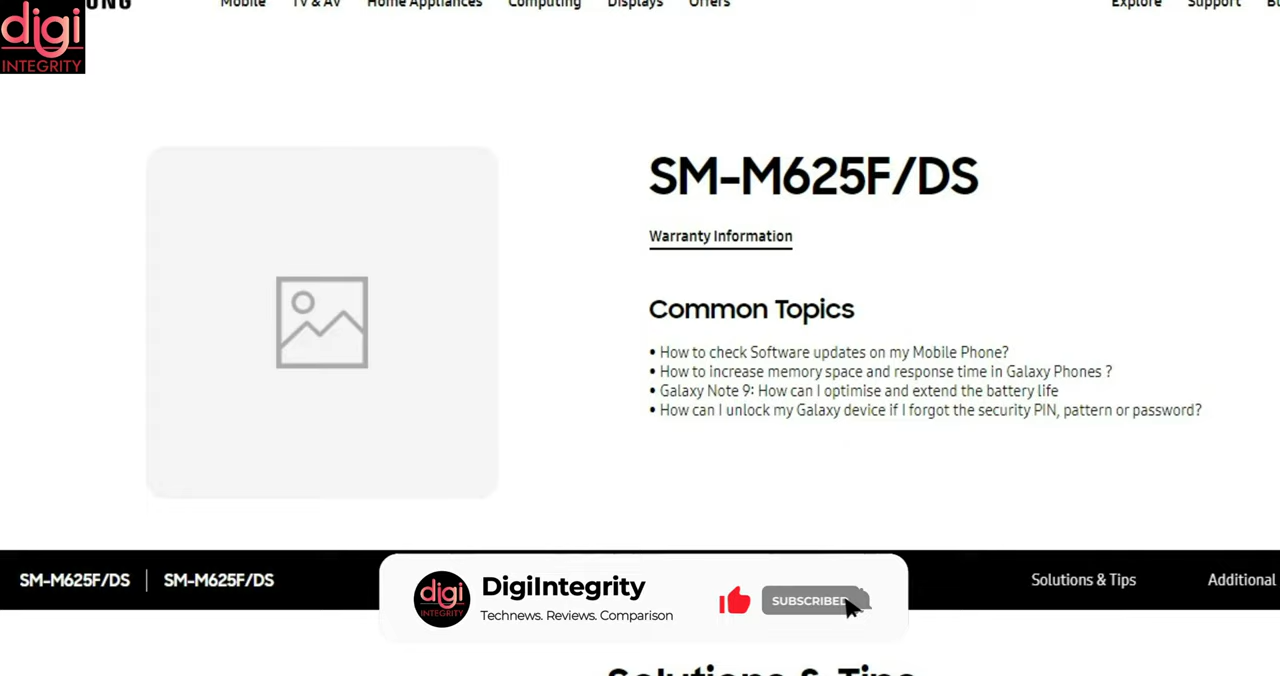 digi
INTEGRITY
Mobile TV & AV Home Appliances Computing Displays Offers Explore Support
SM-M625F/DS
Warranty Information
Common Topics
• How to check Software updates on my Mobile Phone?
• How to increase memory space and response time in Galaxy Phones ?
• Galaxy Note 9: How can I optimise and extend the battery life
• How can I unlock my Galaxy device if I forgot the security PIN, pattern or password?
SM-M625F/DS | SM-M625F/DS
Solutions & Tips Additional
digi
INTEGRITY
DigiIntegrity
Technews. Reviews. Comparison
SUBSCRIBED
Solutions & Tips